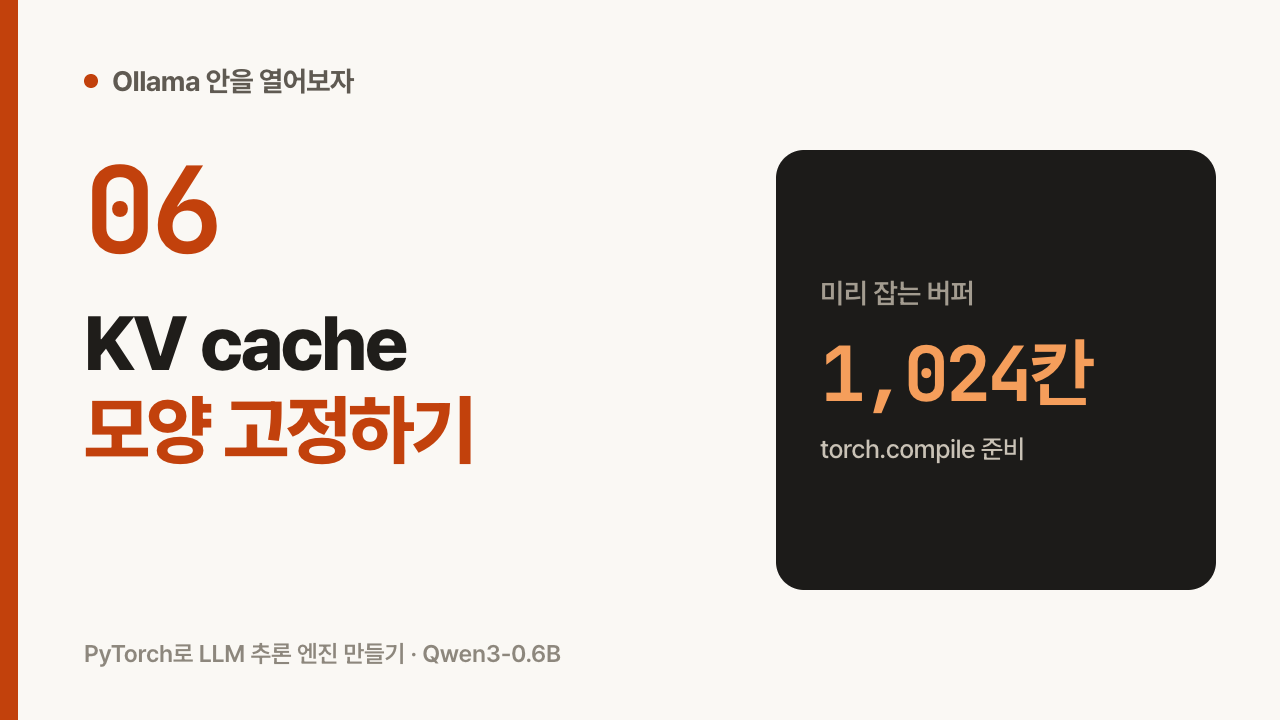 Ollama 안을 열어보자
06
KV cache
모양 고정하기
미리 잡는 버퍼
1,024칸
torch.compile 준비
PyTorch로 LLM 추론 엔진 만들기 · Qwen3-0.6B